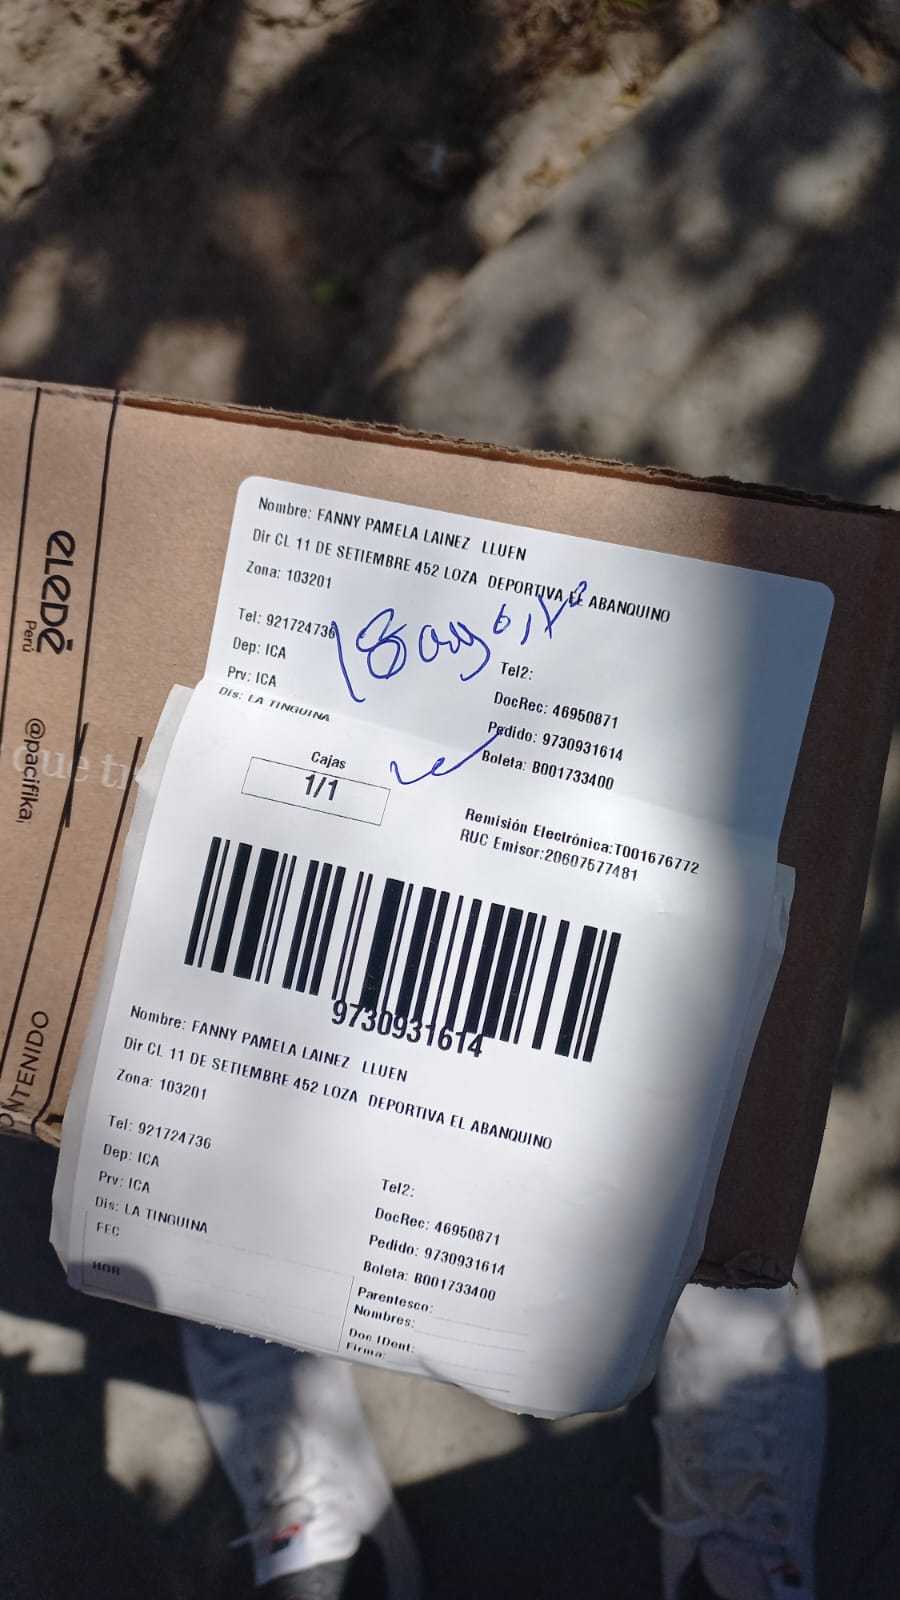 Nombre: FANNY PAMELA LAINEZ LLUEN
Dir CL 11 DE SETIEMBRE 452 LOZA DEPORTIVA EL ABANQUINO
Zona: 103201
Tel: 921724736
Tel2:
Dep: ICA
DocRec: 46950871
Prv: ICA
Pedido: 9730931614
Dis: LA TINGUINA
Boleta: B001733400
Cajas
1/1
Remisión Electrónica:T001676772
RUC Emisor:20607577481
9730931614
Nombre: FANNY PAMELA LAINEZ LLUEN
Dir CL 11 DE SETIEMBRE 452 LOZA DEPORTIVA EL ABANQUINO
Zona: 103201
Tel: 921724736
Tel2:
Dep: ICA
DocRec: 46950871
Prv: ICA
Pedido: 9730931614
Dis: LA TINGUINA
Boleta: B001733400
FEC
Parentesco:
Nombres:
HOR
Doc IDent:
Firma:
eLeDē
Perú
@pacifika
que